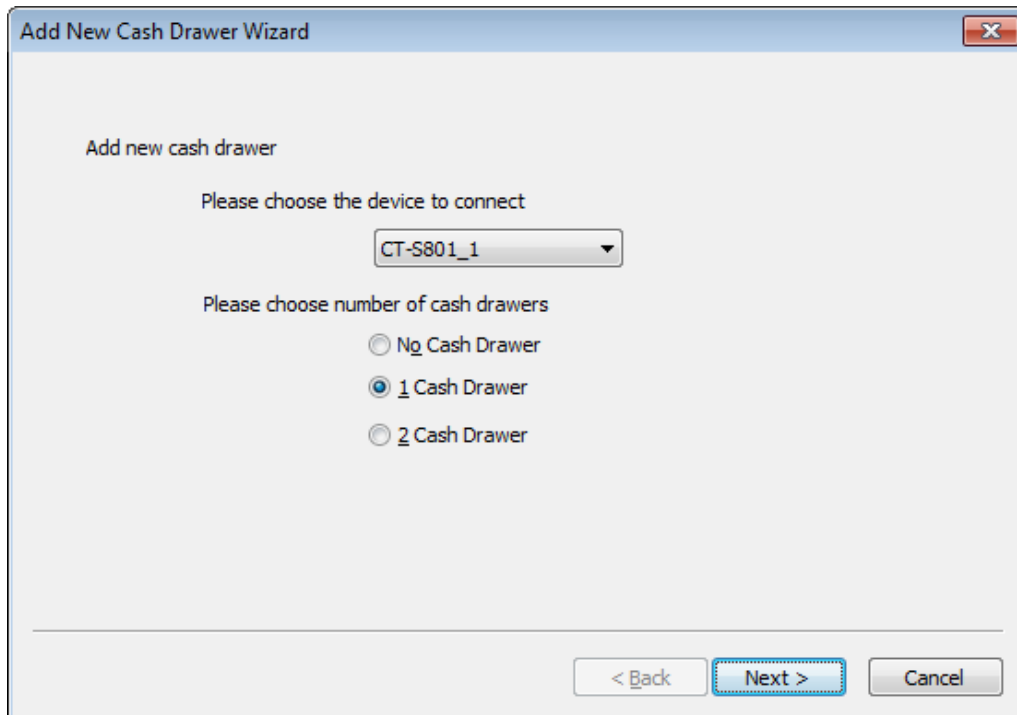 Add New Cash Drawer Wizard
Add new cash drawer
Please choose the device to connect
CT-S801_1
Please choose number of cash drawers
No Cash Drawer
1 Cash Drawer
2 Cash Drawer
< Back Next > Cancel